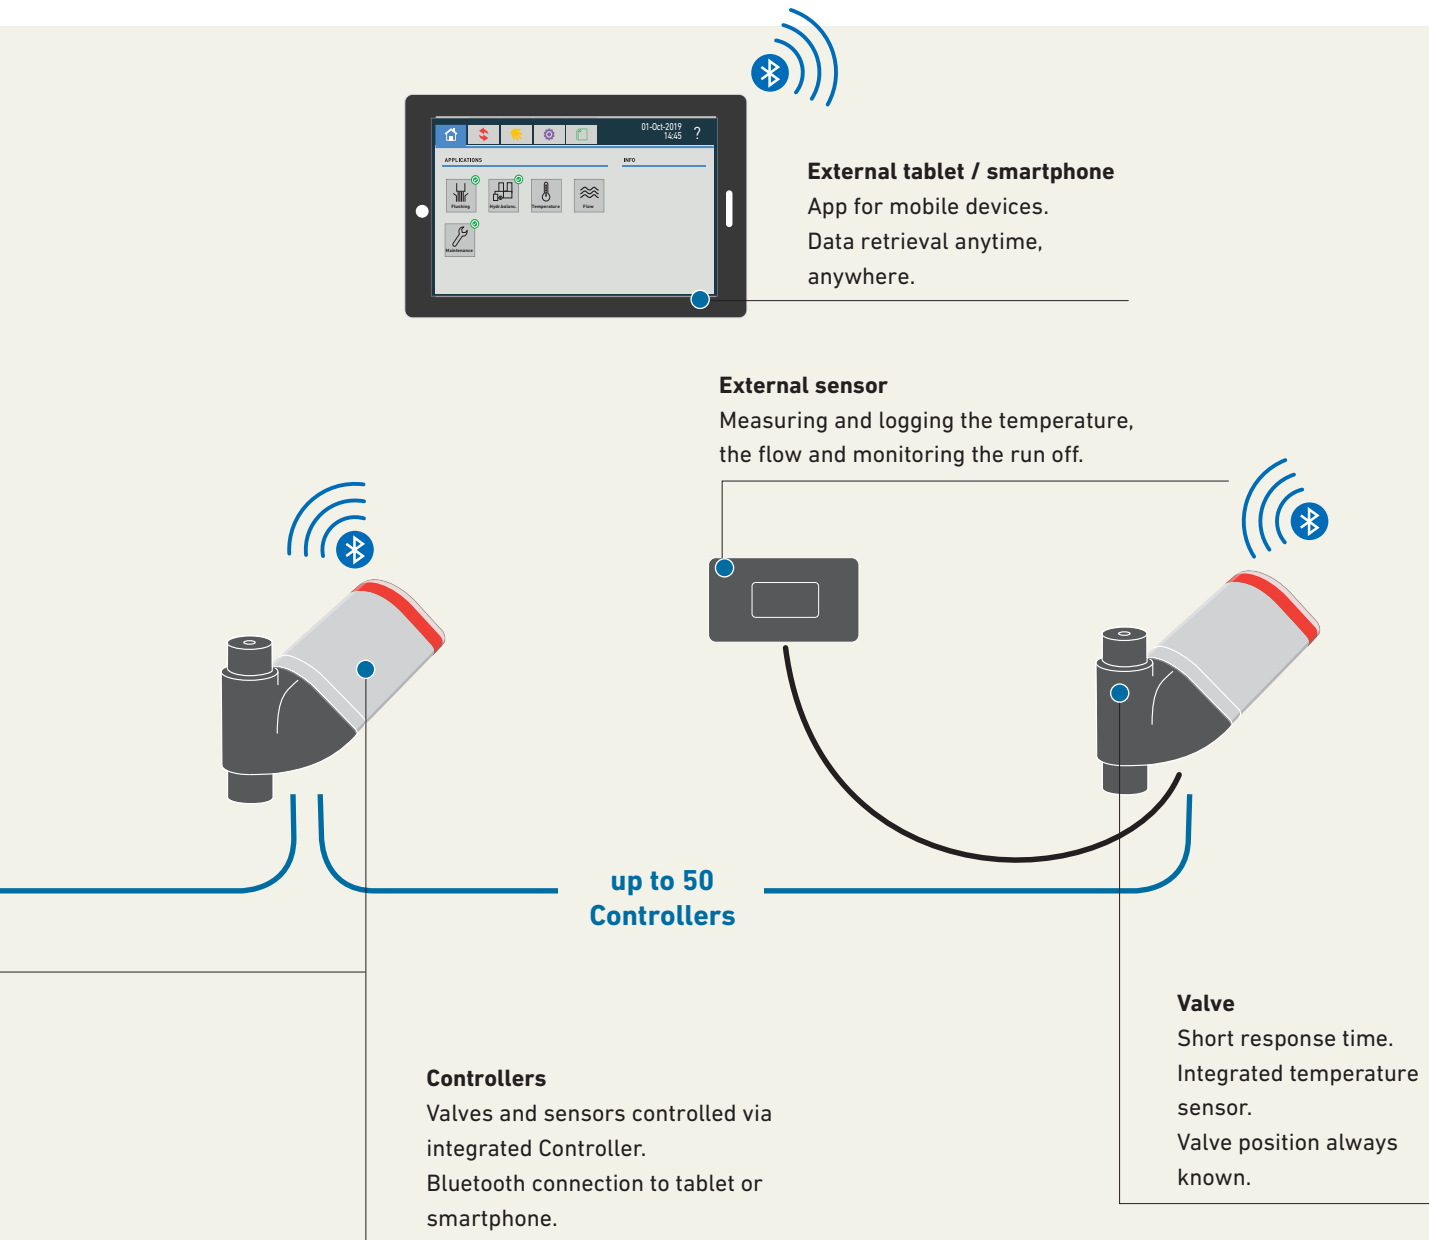 01-Oct-2019
14:45
?
APPLICATIONS
INFO
Flushing
Hydr.balanc.
Temperature
Flow
Maintenance
External tablet / smartphone
App for mobile devices.
Data retrieval anytime,
anywhere.
External sensor
Measuring and logging the temperature,
the flow and monitoring the run off.
up to 50
Controllers
Valve
Short response time.
Integrated temperature
sensor.
Valve position always
known.
Controllers
Valves and sensors controlled via
integrated Controller.
Bluetooth connection to tablet or
smartphone.